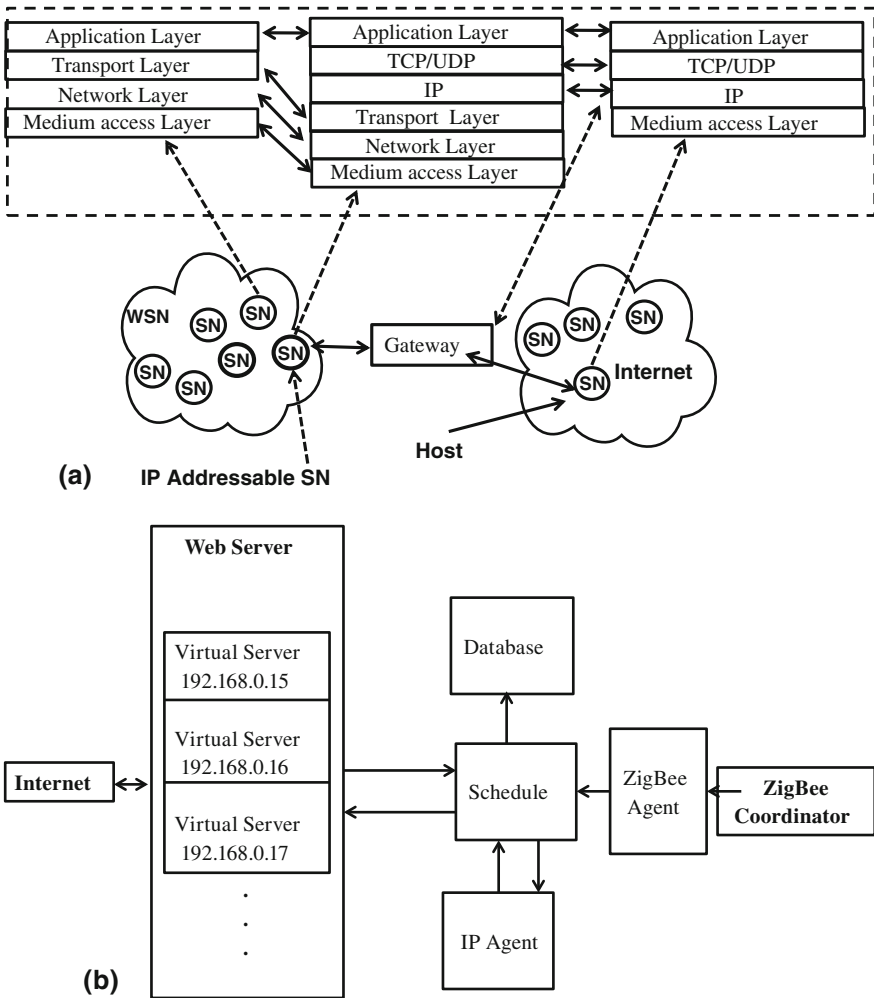 Application Layer
Transport Layer
Network Layer
Medium access Layer
Application Layer
TCP/UDP
IP
Transport Layer
Network Layer
Medium access Layer
Application Layer
TCP/UDP
IP
Medium access Layer
WSN
SN
SN
SN
SN
SN
SN
Gateway
SN
SN
SN
SN
Internet
Host
(a)
IP Addressable SN
Web Server
Virtual Server
192.168.0.15
Virtual Server
192.168.0.16
Virtual Server
192.168.0.17
.
.
.
Internet
Database
Schedule
IP Agent
ZigBee
Agent
ZigBee
Coordinator
(b)